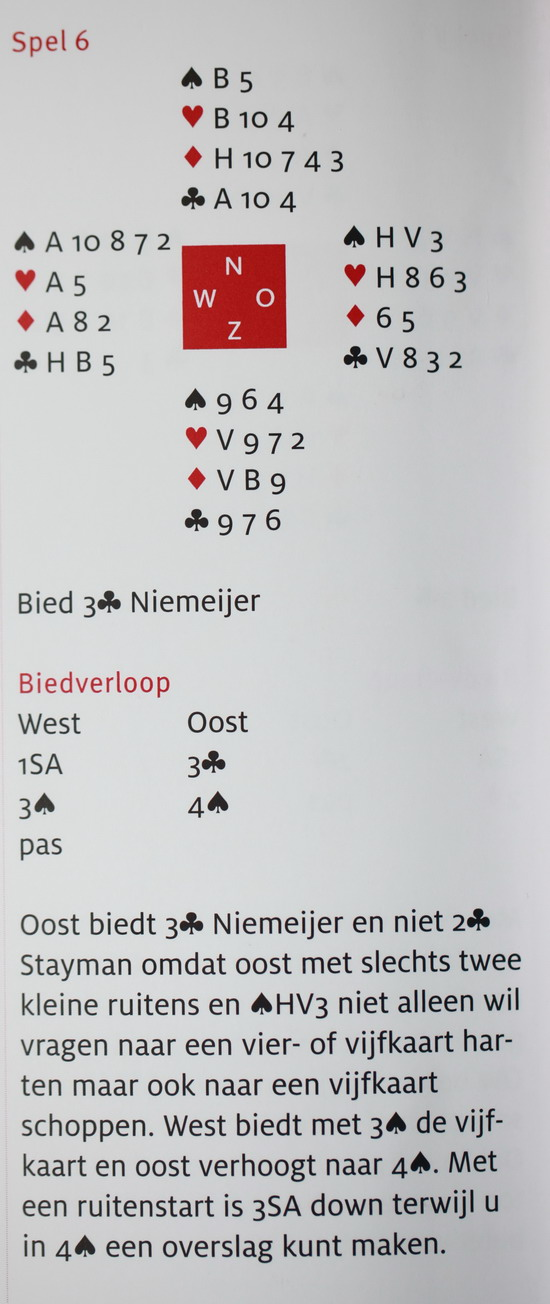 Spel 6
♠ B 5
♥ B 10 4
♦ H 10 7 4 3
♣ A 10 4
♠ A 10 8 7 2
♥ A 5
♦ A 8 2
♣ H B 5
N
W O
Z
♠ H V 3
♥ H 8 6 3
♦ 6 5
♣ V 8 3 2
♠ 9 6 4
♥ V 9 7 2
♦ V B 9
♣ 9 7 6
Bied 3♣ Niemeijer
Biedverloop
West Oost
1SA 3♣
3♠ 4♠
pas
Oost biedt 3♣ Niemeijer en niet 2♣
Stayman omdat oost met slechts twee
kleine ruitens en ♠HV3 niet alleen wil
vragen naar een vier- of vijfkaart har-
ten maar ook naar een vijfkaart
schoppen. West biedt met 3♠ de vijf-
kaart en oost verhoogt naar 4♠. Met
een ruitenstart is 3SA down terwijl u
in 4♠ een overslag kunt maken.